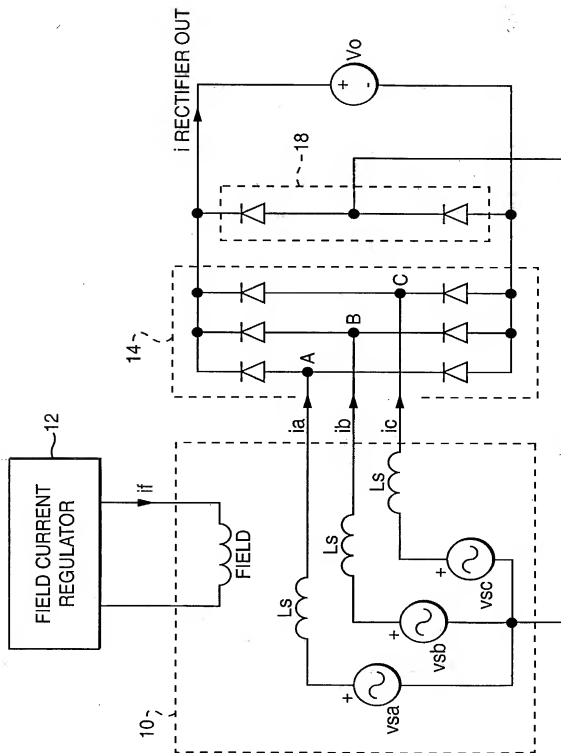 12
FIELD CURRENT
REGULATOR
if
FIELD
10
Ls
Ls
Ls
+
vsa
+
vsb
+
vsc
ia
ib
ic
14
A
B
C
18
i RECTIFIER OUT
+
-
Vo